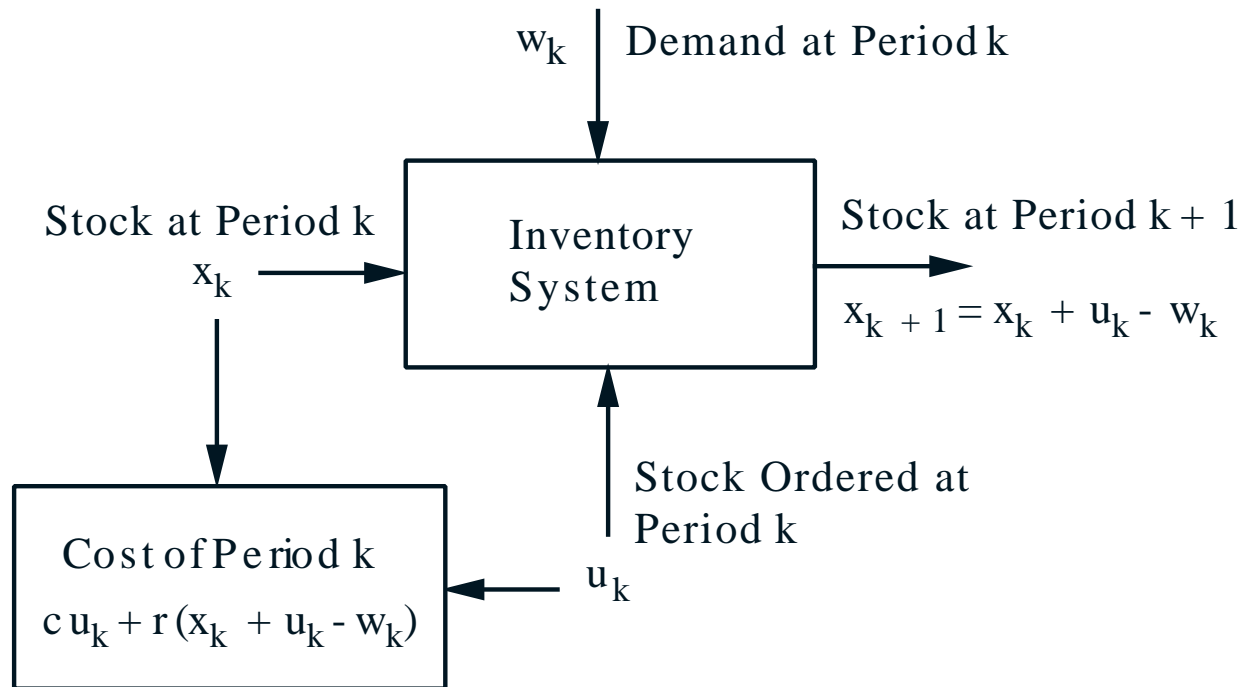 w_k Demand at Period k
Stock at Period k
x_k
Inventory
System
Stock at Period k + 1
x_{k + 1} = x_k + u_k - w_k
Stock Ordered at
Period k
u_k
Cost of Period k
c u_k + r (x_k + u_k - w_k)